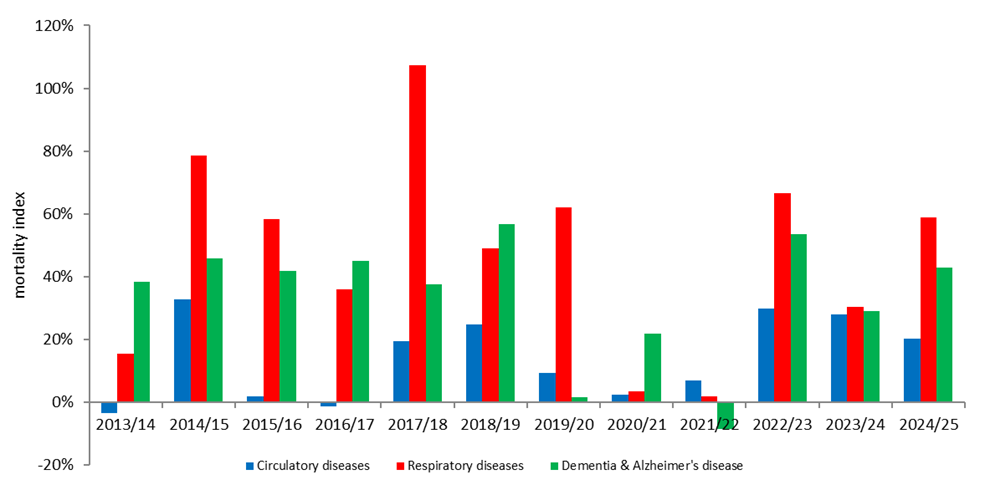 120%
100%
80%
60%
40%
20%
0%
-20%
mortality index
2013/14 2014/15 2015/16 2016/17 2017/18 2018/19 2019/20 2020/21 2021/22 2022/23 2023/24 2024/25
Circulatory diseases Respiratory diseases Dementia & Alzheimer's disease